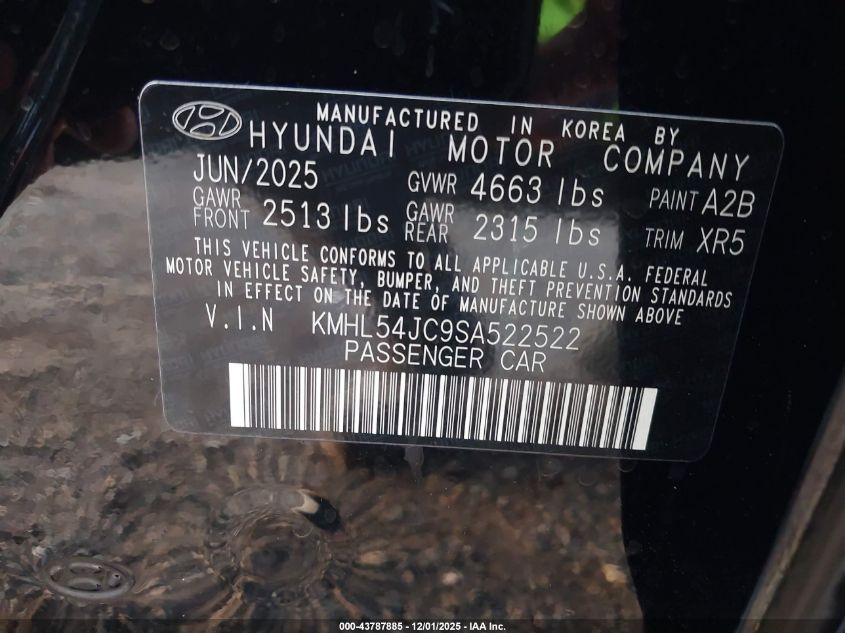 MANUFACTURED IN KOREA BY
HYUNDAI MOTOR COMPANY
JUN/2025 GVWR 4663 lbs PAINT A2B
GAWR FRONT 2513 lbs GAWR REAR 2315 lbs TRIM XR5
THIS VEHICLE CONFORMS TO ALL APPLICABLE U.S.A. FEDERAL
MOTOR VEHICLE SAFETY, BUMPER, AND THEFT PREVENTION STANDARDS
IN EFFECT ON THE DATE OF MANUFACTURE SHOWN ABOVE
V.I.N KMHL54JC9SA522522
PASSENGER CAR
000-43787885 - 12/01/2025 - IAA Inc.